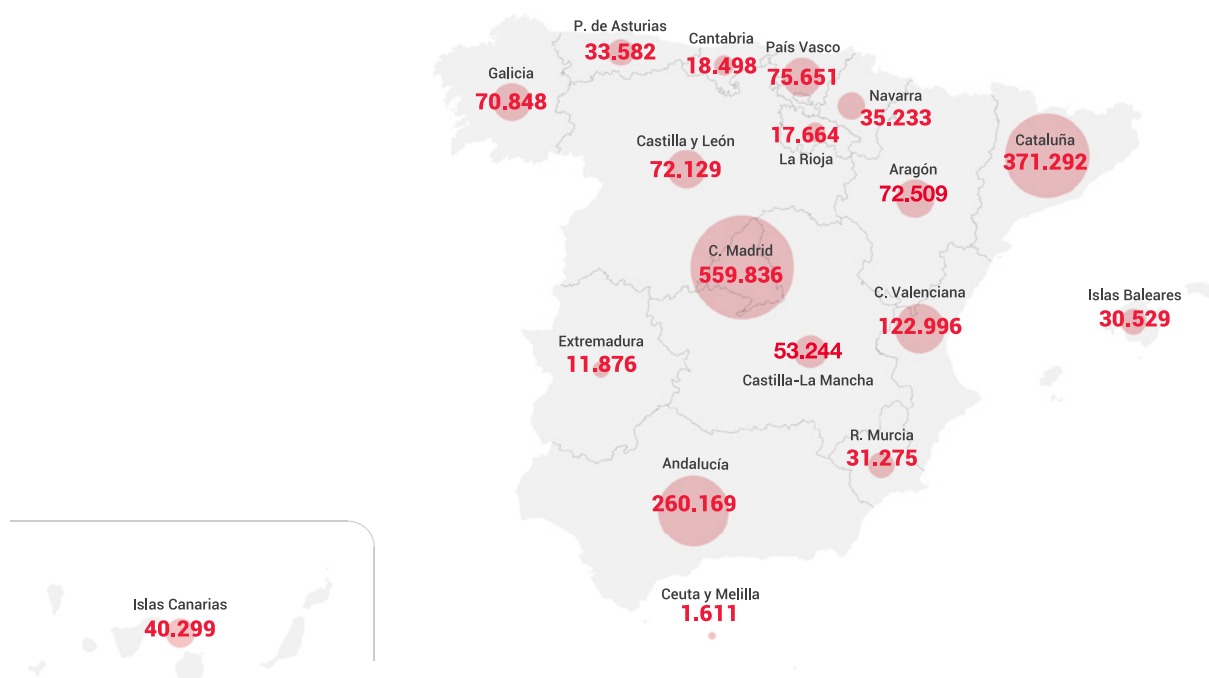 P. de Asturias
33.582
Cantabria
18.498
País Vasco
75.651
Galicia
70.848
Navarra
35.233
17.664
La Rioja
Castilla y León
72.129
Cataluña
371.292
Aragón
72.509
C. Madrid
559.836
C. Valenciana
122.996
Islas Baleares
30.529
Extremadura
11.876
53.244
Castilla-La Mancha
R. Murcia
31.275
Andalucía
260.169
Ceuta y Melilla
1.611
Islas Canarias
40.299